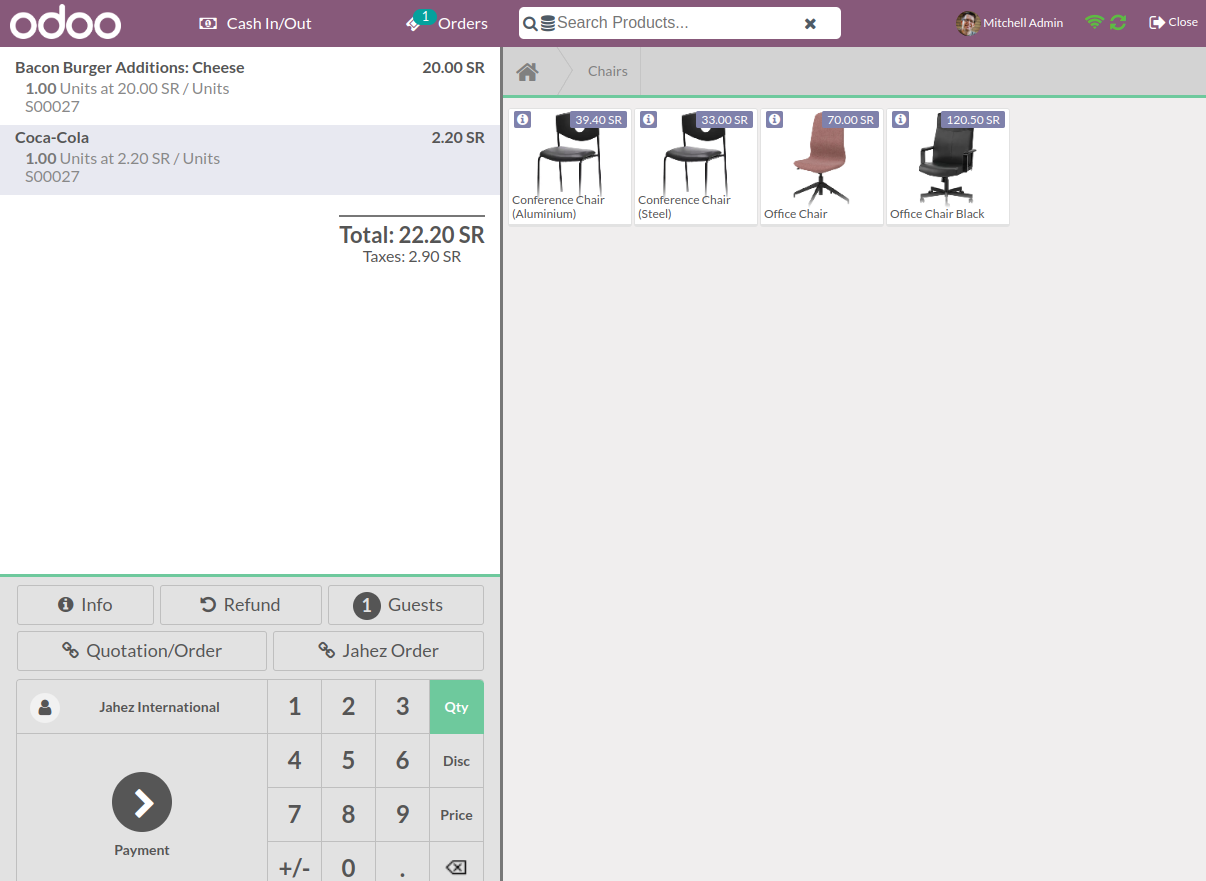 odoo
Cash In/Out
1
Orders
Search Products...
Mitchell Admin
Close
Bacon Burger Additions: Cheese 20.00 SR
1.00 Units at 20.00 SR / Units
S00027
Coca-Cola 2.20 SR
1.00 Units at 2.20 SR / Units
S00027
Total: 22.20 SR
Taxes: 2.90 SR
Chairs
39.40 SR
Conference Chair
(Aluminium)
33.00 SR
Conference Chair
(Steel)
70.00 SR
Office Chair
120.50 SR
Office Chair Black
Info
Refund
1 Guests
Quotation/Order
Jahez Order
Jahez International
Payment
1 2 3 Qty
4 5 6 Disc
7 8 9 Price
+/- 0 .